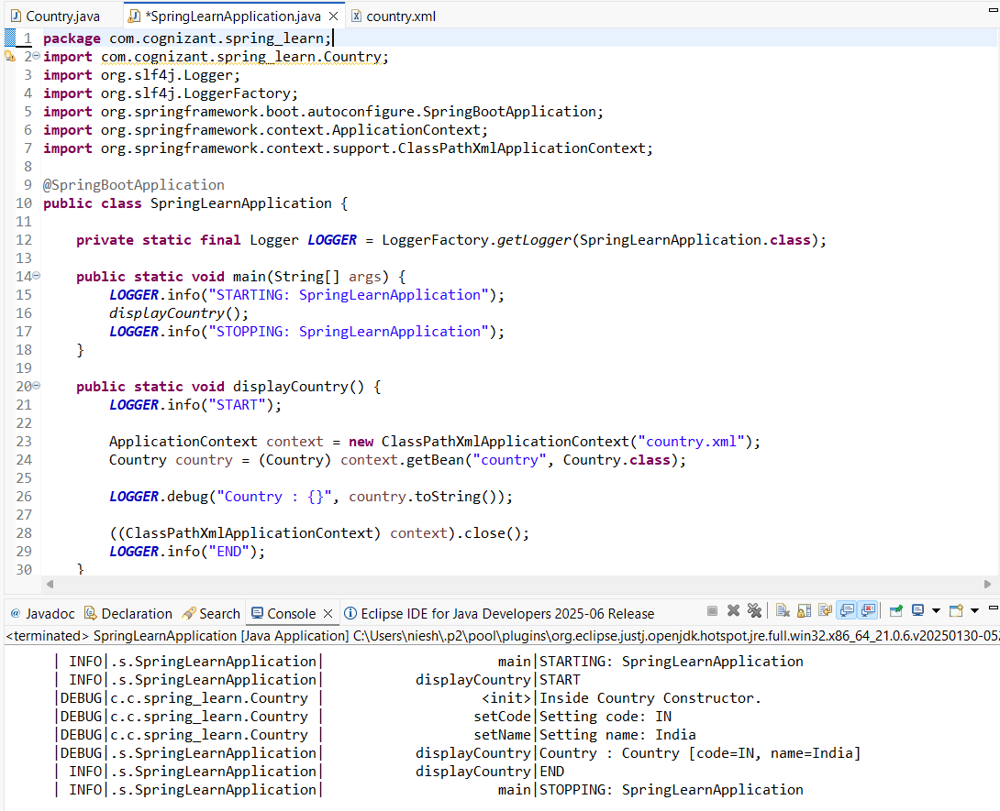 Country.java *SpringLearnApplication.java country.xml
1 package com.cognizant.spring_learn;
2 import com.cognizant.spring_learn.Country;
3 import org.slf4j.Logger;
4 import org.slf4j.LoggerFactory;
5 import org.springframework.boot.autoconfigure.SpringBootApplication;
6 import org.springframework.context.ApplicationContext;
7 import org.springframework.context.support.ClassPathXmlApplicationContext;
8
9 @SpringBootApplication
10 public class SpringLearnApplication {
11
12     private static final Logger LOGGER = LoggerFactory.getLogger(SpringLearnApplication.class);
13
14     public static void main(String[] args) {
15         LOGGER.info("STARTING: SpringLearnApplication");
16         displayCountry();
17         LOGGER.info("STOPPING: SpringLearnApplication");
18     }
19
20     public static void displayCountry() {
21         LOGGER.info("START");
22
23         ApplicationContext context = new ClassPathXmlApplicationContext("country.xml");
24         Country country = (Country) context.getBean("country", Country.class);
25
26         LOGGER.debug("Country : {}", country.toString());
27
28         ((ClassPathXmlApplicationContext) context).close();
29         LOGGER.info("END");
30     }
@ Javadoc Declaration Search Console Eclipse IDE for Java Developers 2025-06 Release
<terminated> SpringLearnApplication [Java Application] C:\Users\niesh\.p2\pool\plugins\org.eclipse.justj.openjdk.hotspot.jre.full.win32.x86_64_21.0.6.v20250130-052
| INFO|.s.SpringLearnApplication|                     main|STARTING: SpringLearnApplication
| INFO|.s.SpringLearnApplication|           displayCountry|START
|DEBUG|c.c.spring_learn.Country |                   <init>|Inside Country Constructor.
|DEBUG|c.c.spring_learn.Country |                  setCode|Setting code: IN
|DEBUG|c.c.spring_learn.Country |                  setName|Setting name: India
|DEBUG|.s.SpringLearnApplication|           displayCountry|Country : Country [code=IN, name=India]
| INFO|.s.SpringLearnApplication|           displayCountry|END
| INFO|.s.SpringLearnApplication|                     main|STOPPING: SpringLearnApplication